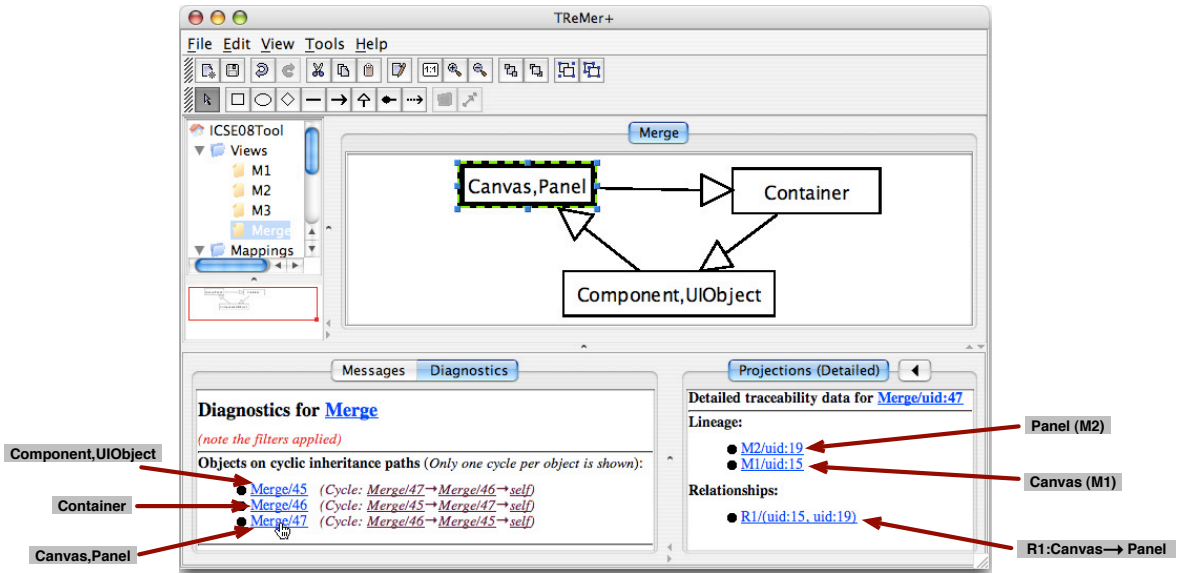 TReMer+
File Edit View Tools Help
1:1
ICSE08Tool
Views
M1
M2
M3
Merge
Mappings
Merge
Canvas,Panel
Container
Component,UIObject
Messages Diagnostics
Diagnostics for Merge
(note the filters applied)
Objects on cyclic inheritance paths (Only one cycle per object is shown):
Merge/45 (Cycle: Merge/47→Merge/46→self)
Merge/46 (Cycle: Merge/45→Merge/47→self)
Merge/47 (Cycle: Merge/46→Merge/45→self)
Projections (Detailed)
Detailed traceability data for Merge/uid:47
Lineage:
M2/uid:19
M1/uid:15
Relationships:
R1/(uid:15, uid:19)
Component,UIObject
Container
Canvas,Panel
Panel (M2)
Canvas (M1)
R1:Canvas→ Panel